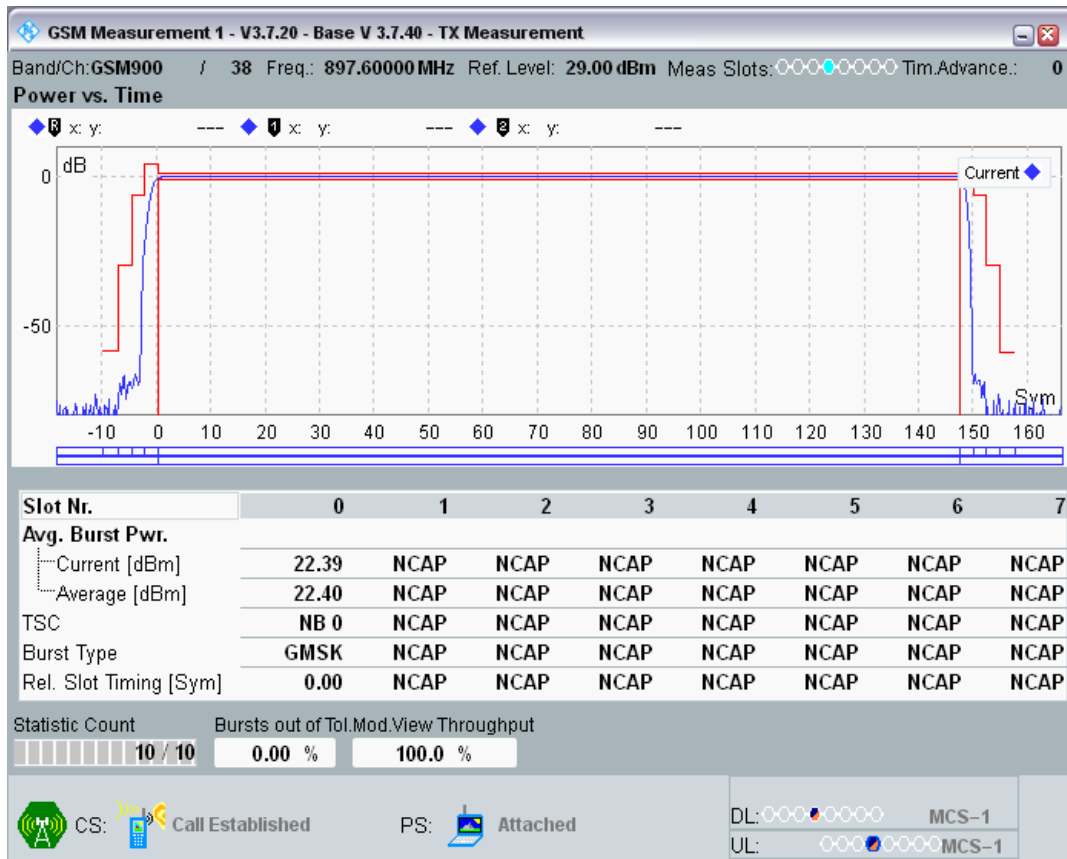 GSM Measurement 1 - V3.7.20 - Base V 3.7.40 - TX Measurement
Band/Ch:GSM900 / 38 Freq.: 897.60000 MHz Ref. Level: 29.00 dBm Meas Slots: Tim.Advance.: 0
Power vs. Time
R x: y: --- 1 x: y: --- 2 x: y: ---
dB
Current
0
-50
Sym
-10 0 10 20 30 40 50 60 70 80 90 100 110 120 130 140 150 160
Slot Nr. 0 1 2 3 4 5 6 7
Avg. Burst Pwr.
Current [dBm] 22.39 NCAP NCAP NCAP NCAP NCAP NCAP NCAP
Average [dBm] 22.40 NCAP NCAP NCAP NCAP NCAP NCAP NCAP
TSC NB 0 NCAP NCAP NCAP NCAP NCAP NCAP NCAP
Burst Type GMSK NCAP NCAP NCAP NCAP NCAP NCAP NCAP
Rel. Slot Timing [Sym] 0.00 NCAP NCAP NCAP NCAP NCAP NCAP NCAP
Statistic Count Bursts out of Tol.Mod.View Throughput
10 / 10 0.00 % 100.0 %
CS: Call Established PS: Attached
DL: MCS-1
UL: MCS-1